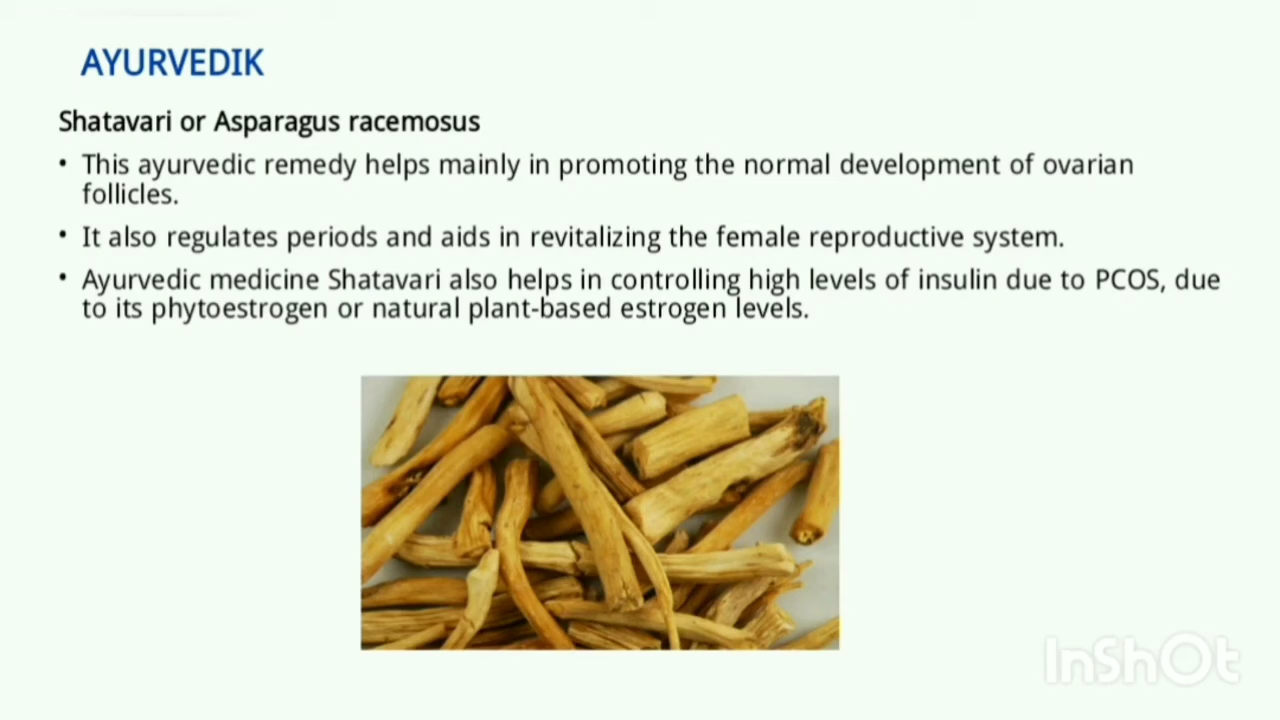 AYURVEDIK
Shatavari or Asparagus racemosus
• This ayurvedic remedy helps mainly in promoting the normal development of ovarian
follicles.
• It also regulates periods and aids in revitalizing the female reproductive system.
• Ayurvedic medicine Shatavari also helps in controlling high levels of insulin due to PCOS, due
to its phytoestrogen or natural plant-based estrogen levels.
InShOt